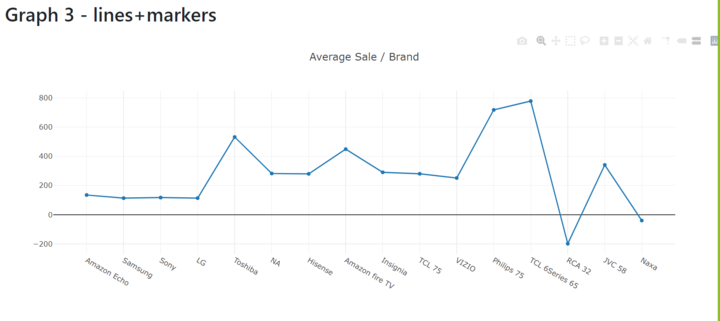 Graph 3 - lines+markers
Average Sale / Brand
800
600
400
200
0
−200
Amazon Echo
Samsung
Sony
LG
Toshiba
NA
Hisense
Amazon fire TV
Insignia
TCL 75
VIZIO
Philips 75
TCL 6Series 65
RCA 32
JVC 58
Naxa